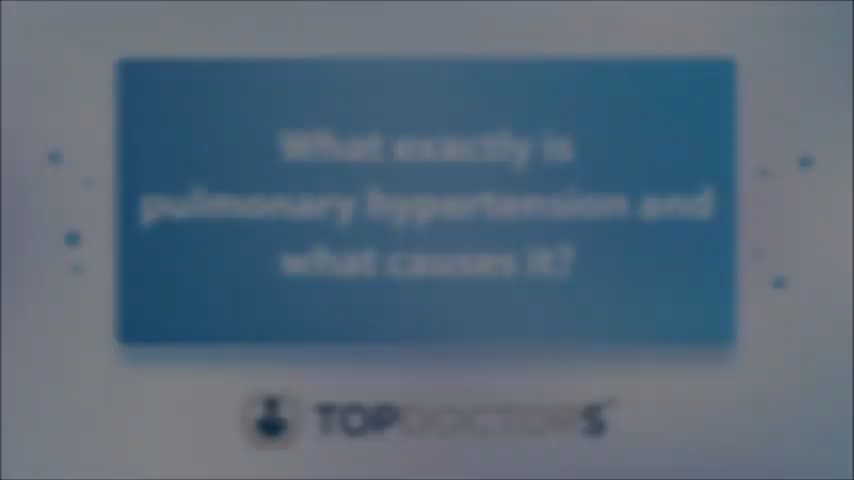 What exactly is
pulmonary hypertension and
what causes it?
TOPDOCTORS